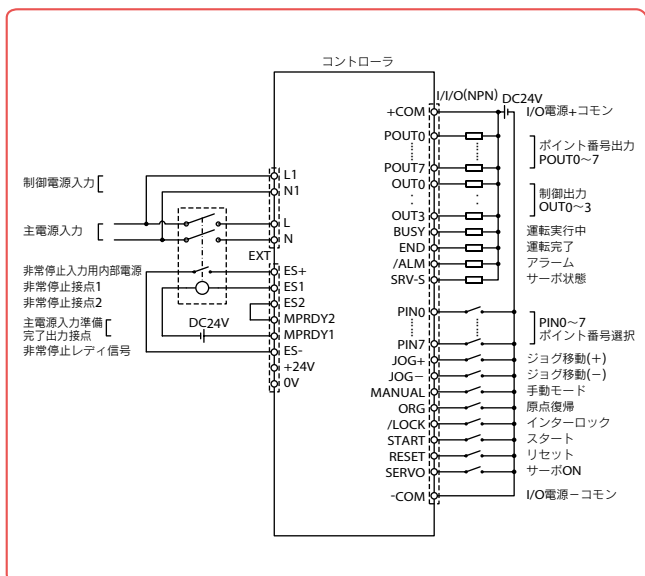 コントローラ
I/I/O(NPN)
DC24V
+COM
I/O電源+コモン
POUT0
POUT7
ポイント番号出力
POUT0〜7
OUT0
OUT3
制御出力
OUT0〜3
BUSY
運転実行中
END
運転完了
/ALM
アラーム
SRV-S
サーボ状態
PIN0
PIN7
PIN0〜7
ポイント番号選択
JOG+
ジョグ移動(+)
JOG−
ジョグ移動(−)
MANUAL
手動モード
ORG
原点復帰
/LOCK
インターロック
START
スタート
RESET
リセット
SERVO
サーボON
-COM
I/O電源−コモン
制御電源入力
L1
N1
主電源入力
L
N
EXT
非常停止入力用内部電源
ES+
非常停止接点1
ES1
非常停止接点2
ES2
主電源入力準備
完了出力接点
DC24V
MPRDY2
MPRDY1
非常停止レディ信号
ES-
+24V
0V